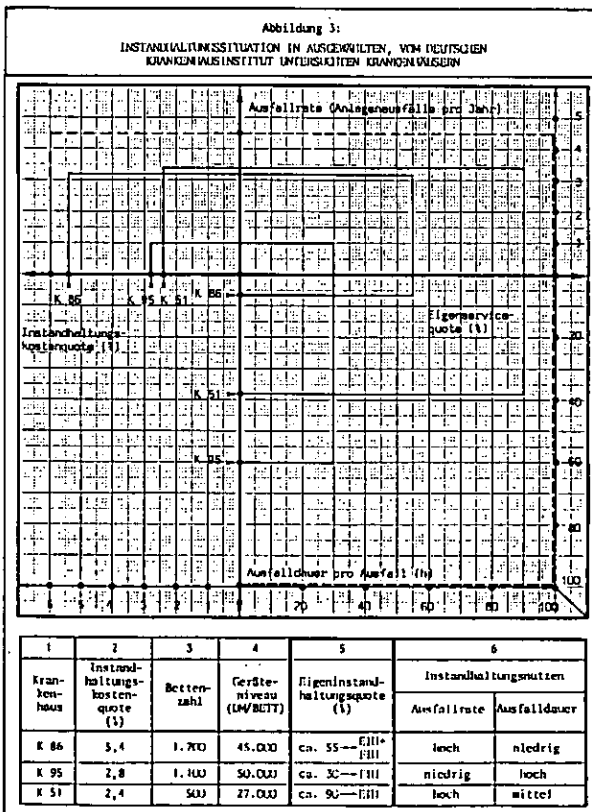 Abbildung 3:
INSTANDHALTUNGSSITUATION IN AUSGEWÄHLTEN, VOM DEUTSCHEN
KRANKENHAUSINSTITUT UNTERSUCHTEN KRANKENHÄUSERN
Ausfallrate (Anlagenausfälle pro Jahr)
5
4
3
2
1
K 86
K 95
K 51
K 86
Instandhaltungs-
kostenquote (%)
Eigenservice-
quote (%)
20
K 51
40
K 95
60
80
100
Ausfalldauer pro Ausfall (h)
6 5 4 3 2 1 20 40 60 80 100
1 2 3 4 5 6
Kran-
ken-
haus
Instand-
haltungs-
kosten-
quote
(%)
Betten-
zahl
Geräte-
niveau
(DM/BETT)
Eigeninstand-
haltungsquote
(%)
Instandhaltungsnutzen
Ausfallrate Ausfalldauer
K 86 5,4 1.700 45.000 ca. 55 hoch niedrig
K 95 2,8 1.100 50.000 ca. 30 niedrig hoch
K 51 2,4 500 27.000 ca. 90 hoch mittel